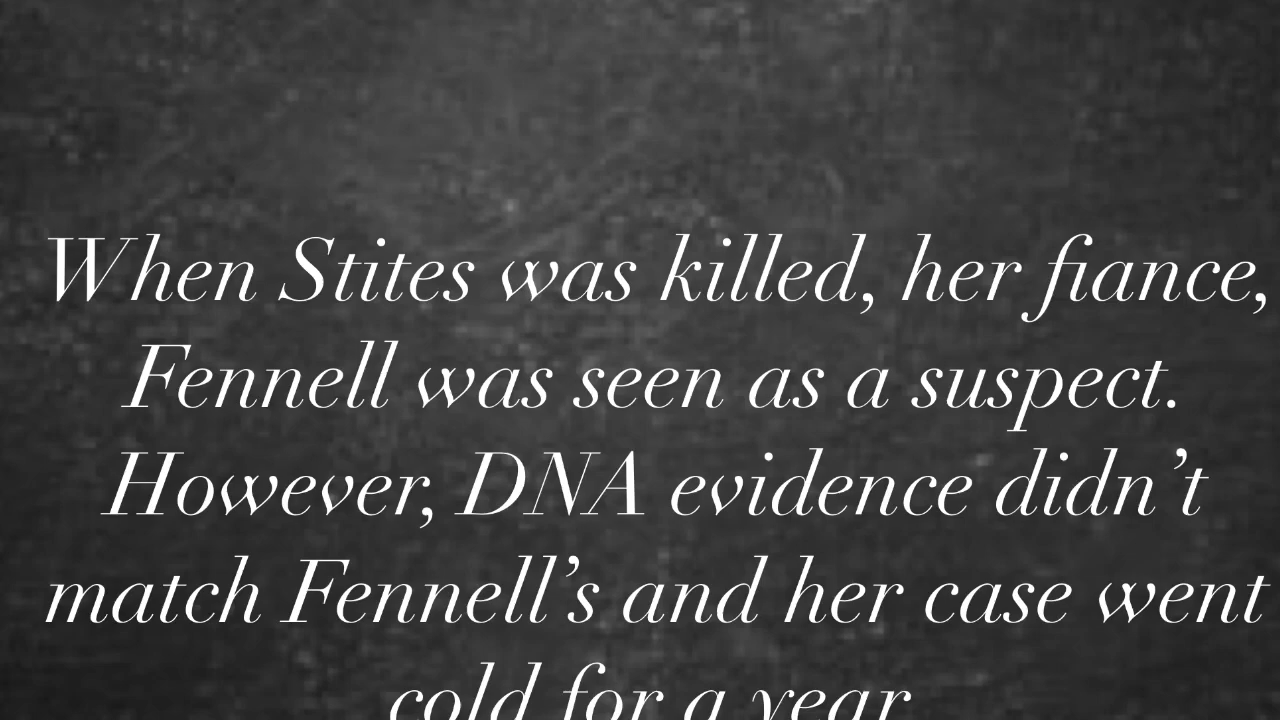 When Stites was killed, her fiance,
Fennell was seen as a suspect.
However, DNA evidence didn’t
match Fennell’s and her case went
cold for a year